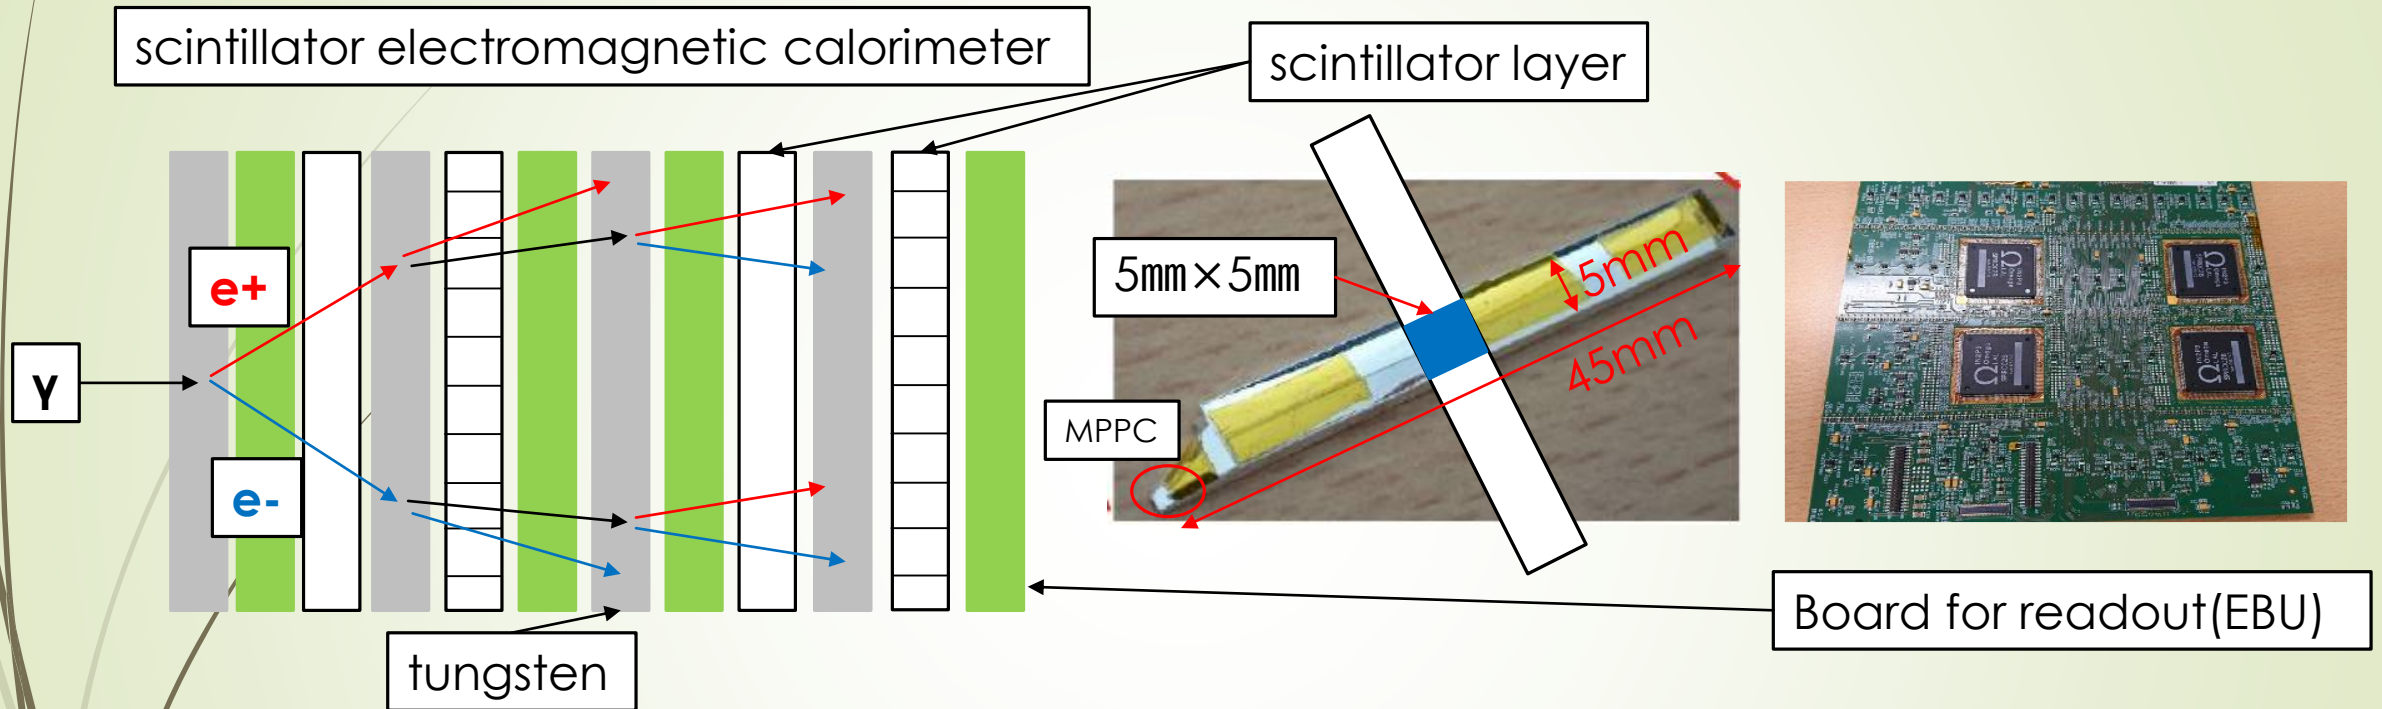 scintillator electromagnetic calorimeter
scintillator layer
e+
γ
e-
tungsten
5mm×5mm
5mm
45mm
MPPC
Board for readout(EBU)